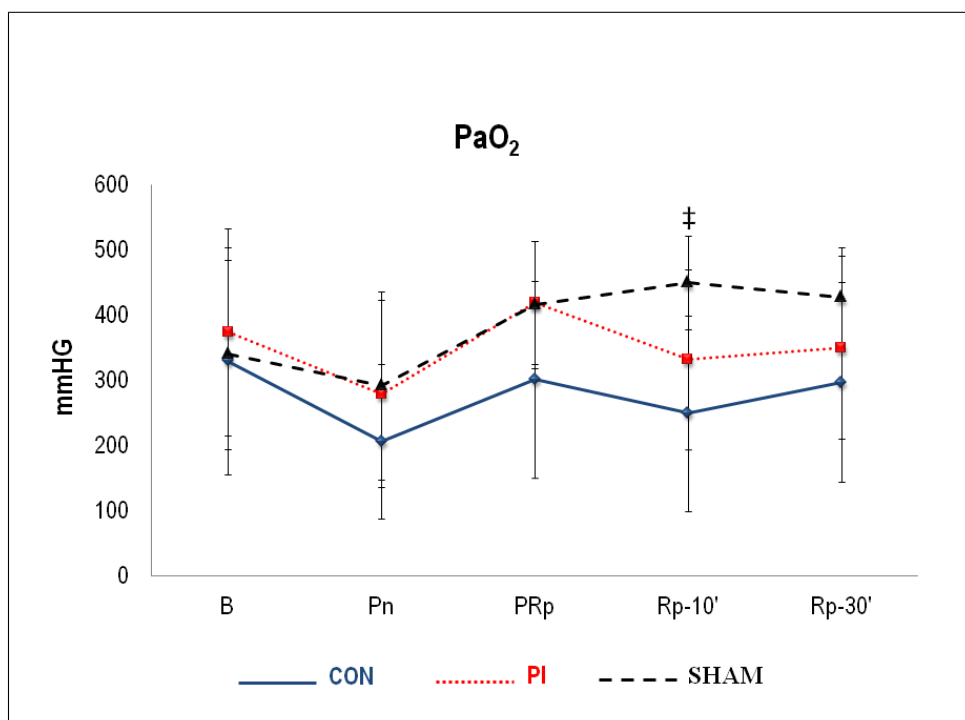 PaO₂
600
500
400
300
200
100
0
mmHG
‡
B Pn PRp Rp-10' Rp-30'
CON PI SHAM